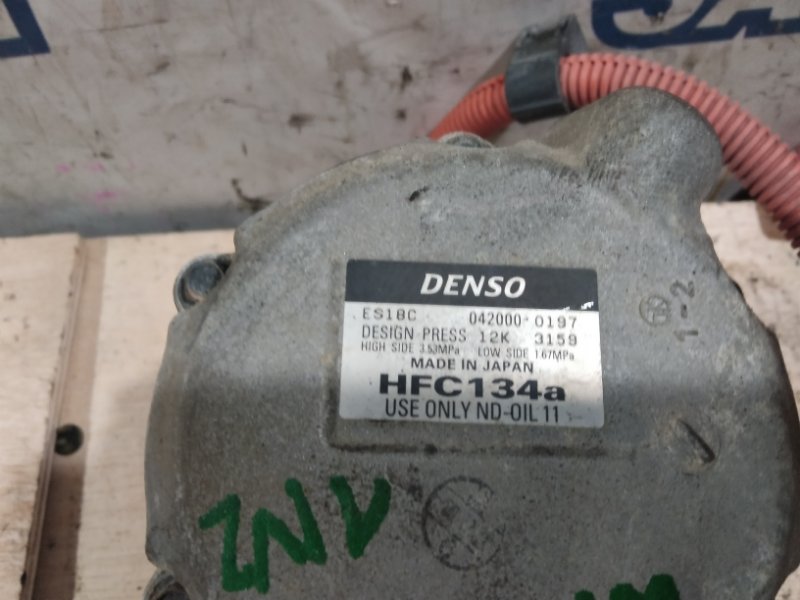 DENSO
ES18C 042000-0197
DESIGN PRESS 12K 3159
HIGH SIDE 3.53MPa LOW SIDE 1.67MPa
MADE IN JAPAN
HFC134a
USE ONLY ND-OIL 11
1-2